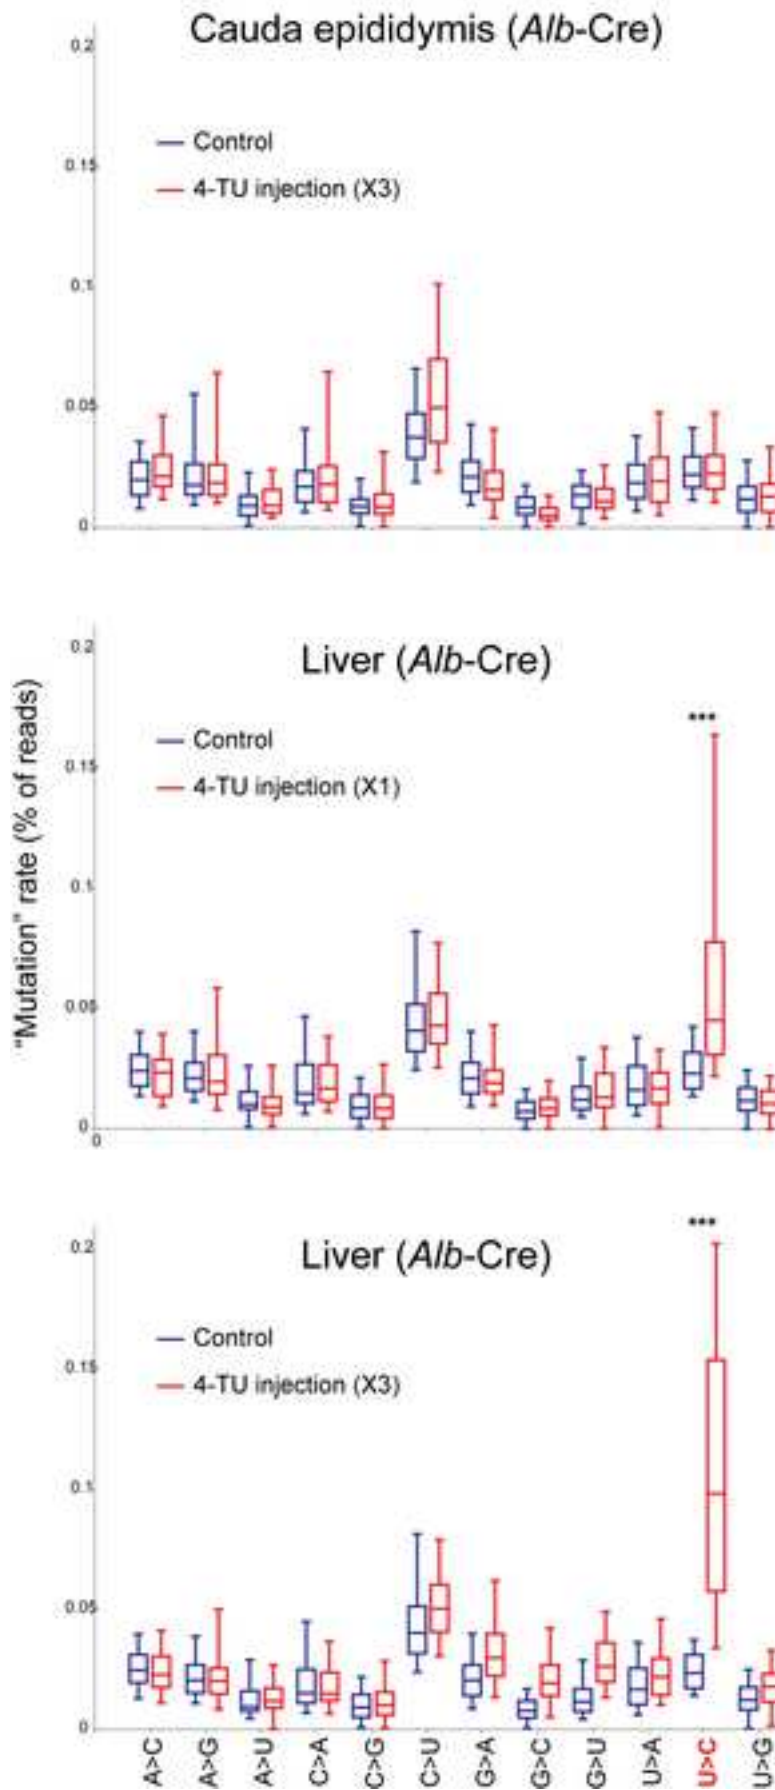 Cauda epididymis (Alb-Cre)
0.2
Control
0.15
4-TU injection (X3)
0.1
0.05
0
"Mutation" rate (% of reads)
0.2
Liver (Alb-Cre)
***
Control
0.15
4-TU injection (X1)
0.1
0.05
0
0
***
0.2
Liver (Alb-Cre)
Control
0.15
4-TU injection (X3)
0.1
0.05
0
A>C
A>G
A>U
C>A
C>G
C>U
G>A
G>C
G>U
U>A
U>C
U>G